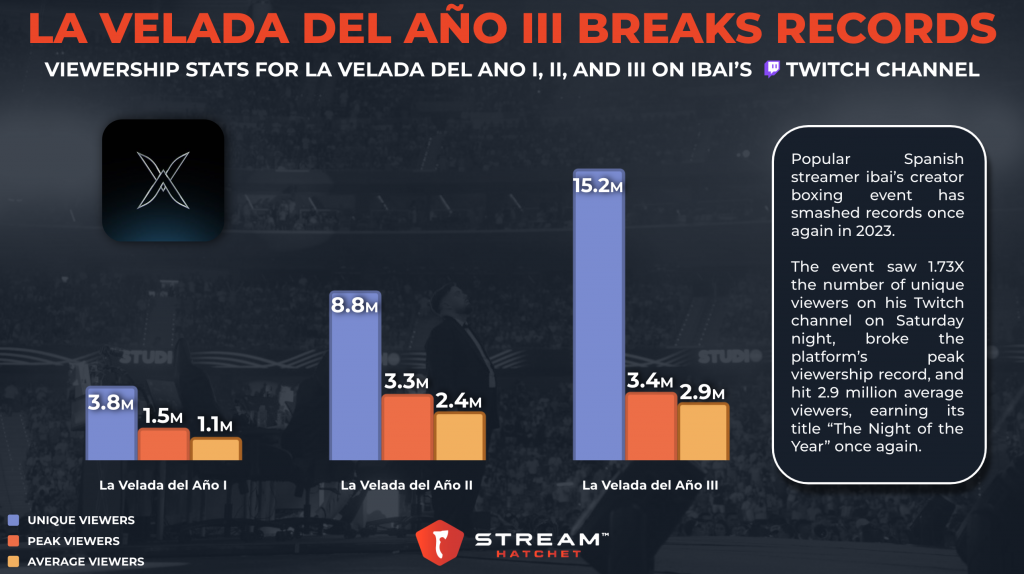 LA VELADA DEL AÑO III BREAKS RECORDS
VIEWERSHIP STATS FOR LA VELADA DEL ANO I, II, AND III ON IBAI'S TWITCH CHANNEL
Popular Spanish
streamer ibai's creator
boxing event has
smashed records once
again in 2023.
The event saw 1.73X
the number of unique
viewers on his Twitch
channel on Saturday
night, broke the
platform's peak
viewership record, and
hit 2.9 million average
viewers, earning its
title “The Night of the
Year” once again.
3.8M
1.5M
1.1M
8.8M
3.3M
2.4M
15.2M
3.4M
2.9M
STUDIO
STUDIO
La Velada del Año I
La Velada del Año II
La Velada del Año III
UNIQUE VIEWERS
PEAK VIEWERS
AVERAGE VIEWERS
STREAM™
HATCHET